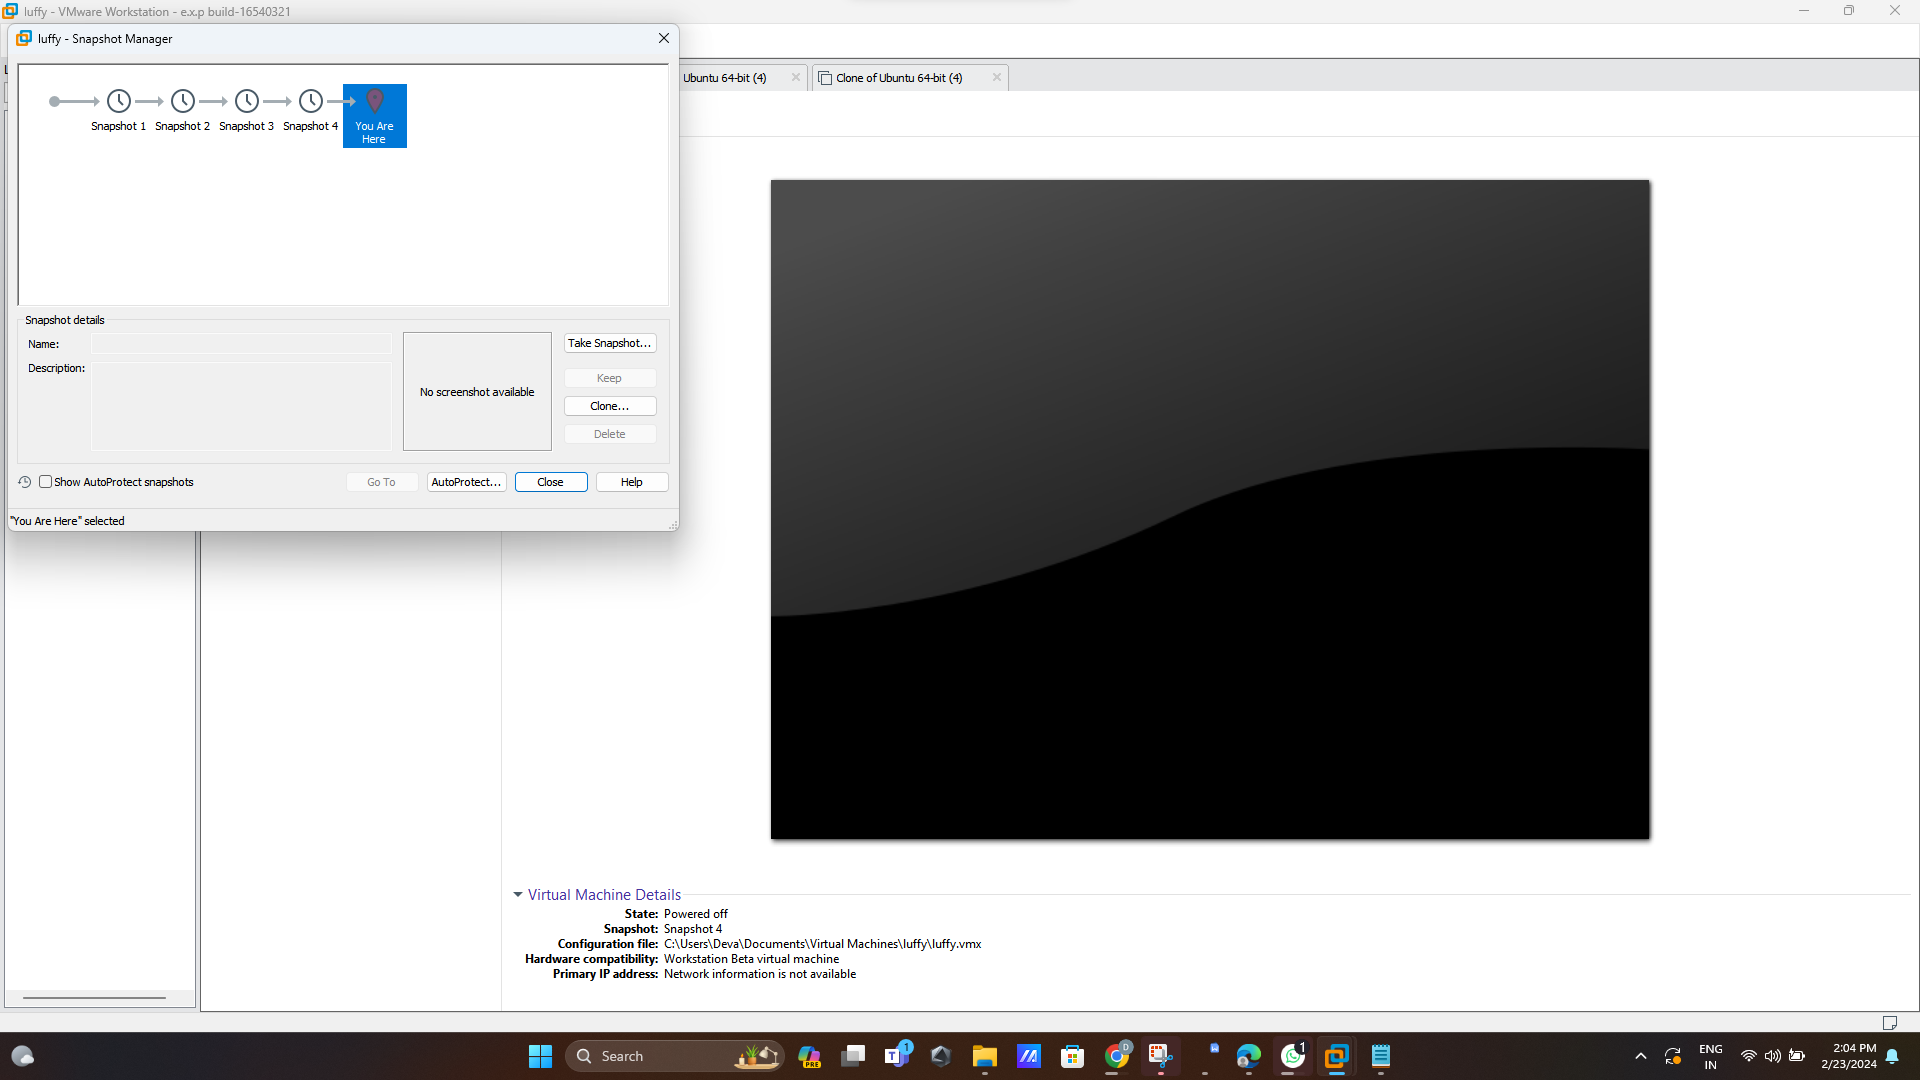 luffy - VMware Workstation - e.x.p build-16540321
luffy - Snapshot Manager
Ubuntu 64-bit (4)
Clone of Ubuntu 64-bit (4)
Snapshot 1
Snapshot 2
Snapshot 3
Snapshot 4
You Are
Here
Snapshot details
Name:
Description:
No screenshot available
Take Snapshot...
Keep
Clone...
Delete
Show AutoProtect snapshots
Go To
AutoProtect...
Close
Help
"You Are Here" selected
Virtual Machine Details
State: Powered off
Snapshot: Snapshot 4
Configuration file: C:\Users\Deva\Documents\Virtual Machines\luffy\luffy.vmx
Hardware compatibility: Workstation Beta virtual machine
Primary IP address: Network information is not available
Search
PRE
T
1
D
1
ENG
IN
2:04 PM
2/23/2024